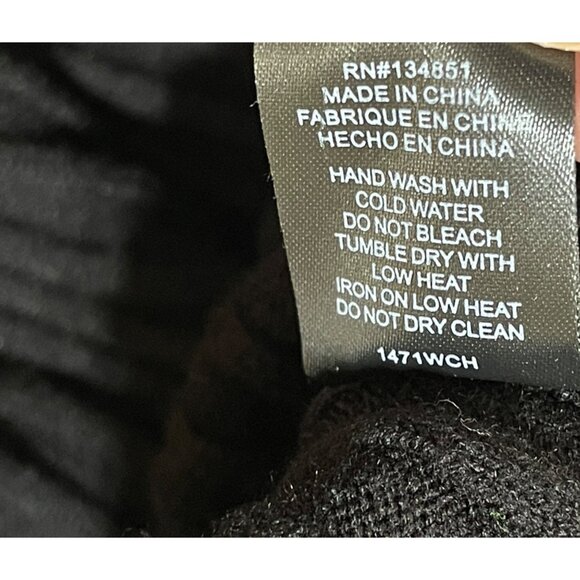 RN#134851
MADE IN CHINA
FABRIQUE EN CHINE
HECHO EN CHINA
HAND WASH WITH
COLD WATER
DO NOT BLEACH
TUMBLE DRY WITH
LOW HEAT
IRON ON LOW HEAT
DO NOT DRY CLEAN
1471WCH